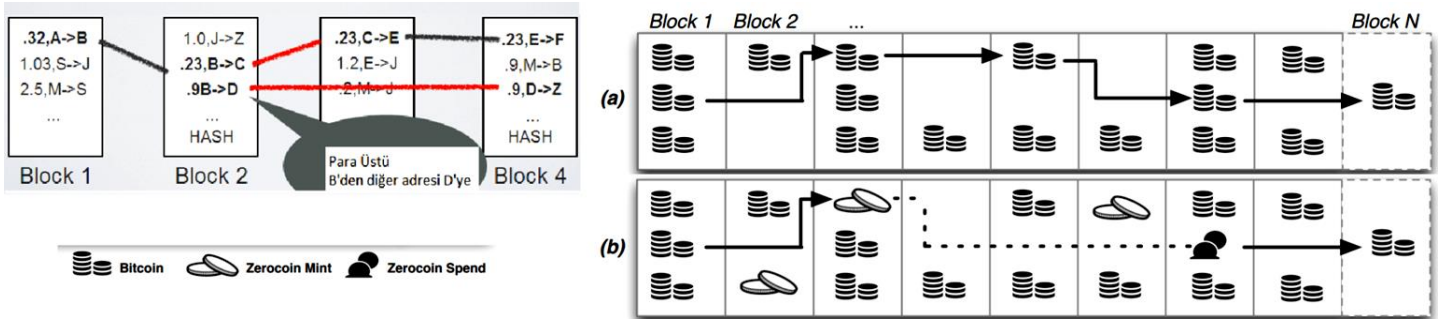 .32,A->B
1.03,S->J
2.5,M->S
...
Block 1
1.0,J->Z
.23,B->C
.9B->D
...
HASH
Block 2
.23,C->E
1.2,E->J
.2,M->J
Para Üstü
B'den diğer adresi D'ye
.23,E->F
.9,M->B
.9,D->Z
...
HASH
Block 4
Bitcoin
Zerocoin Mint
Zerocoin Spend
Block 1 Block 2 ... Block N
(a)
(b)